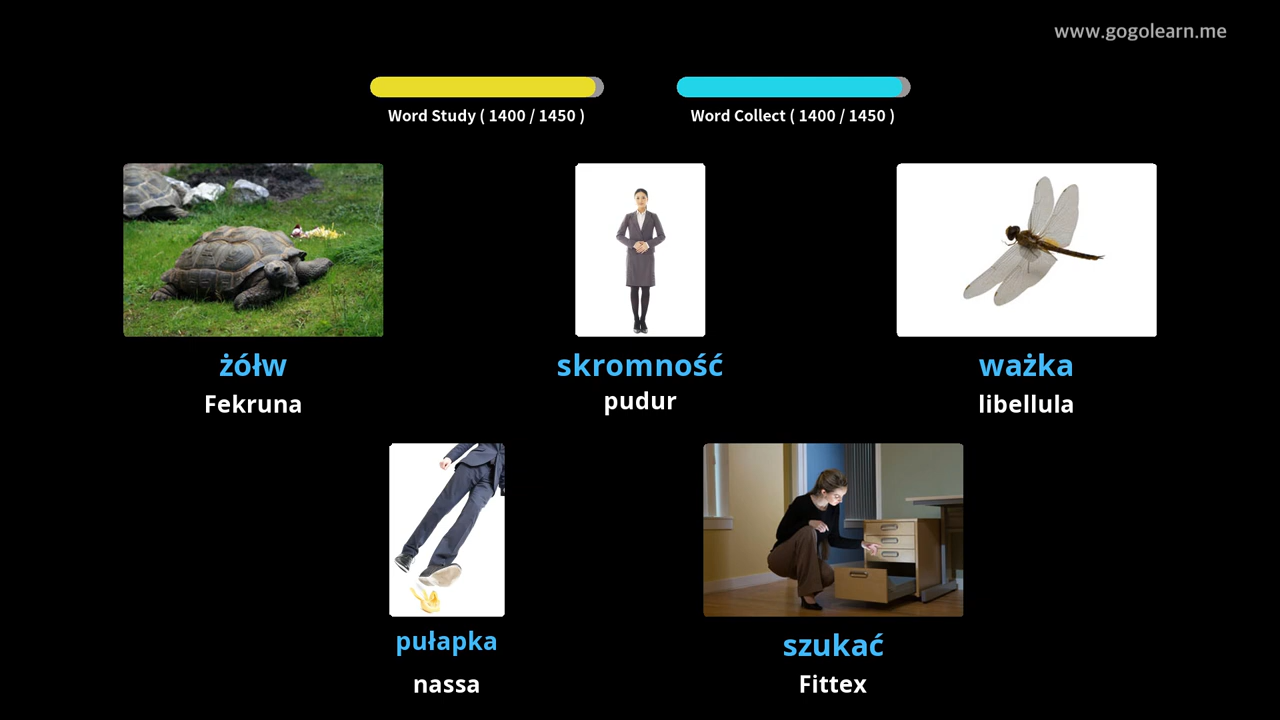 www.gogolearn.me
Word Study ( 1400 / 1450 )
Word Collect ( 1400 / 1450 )
żółw
Fekruna
skromność
pudur
ważka
libellula
pułapka
nassa
szukać
Fittex